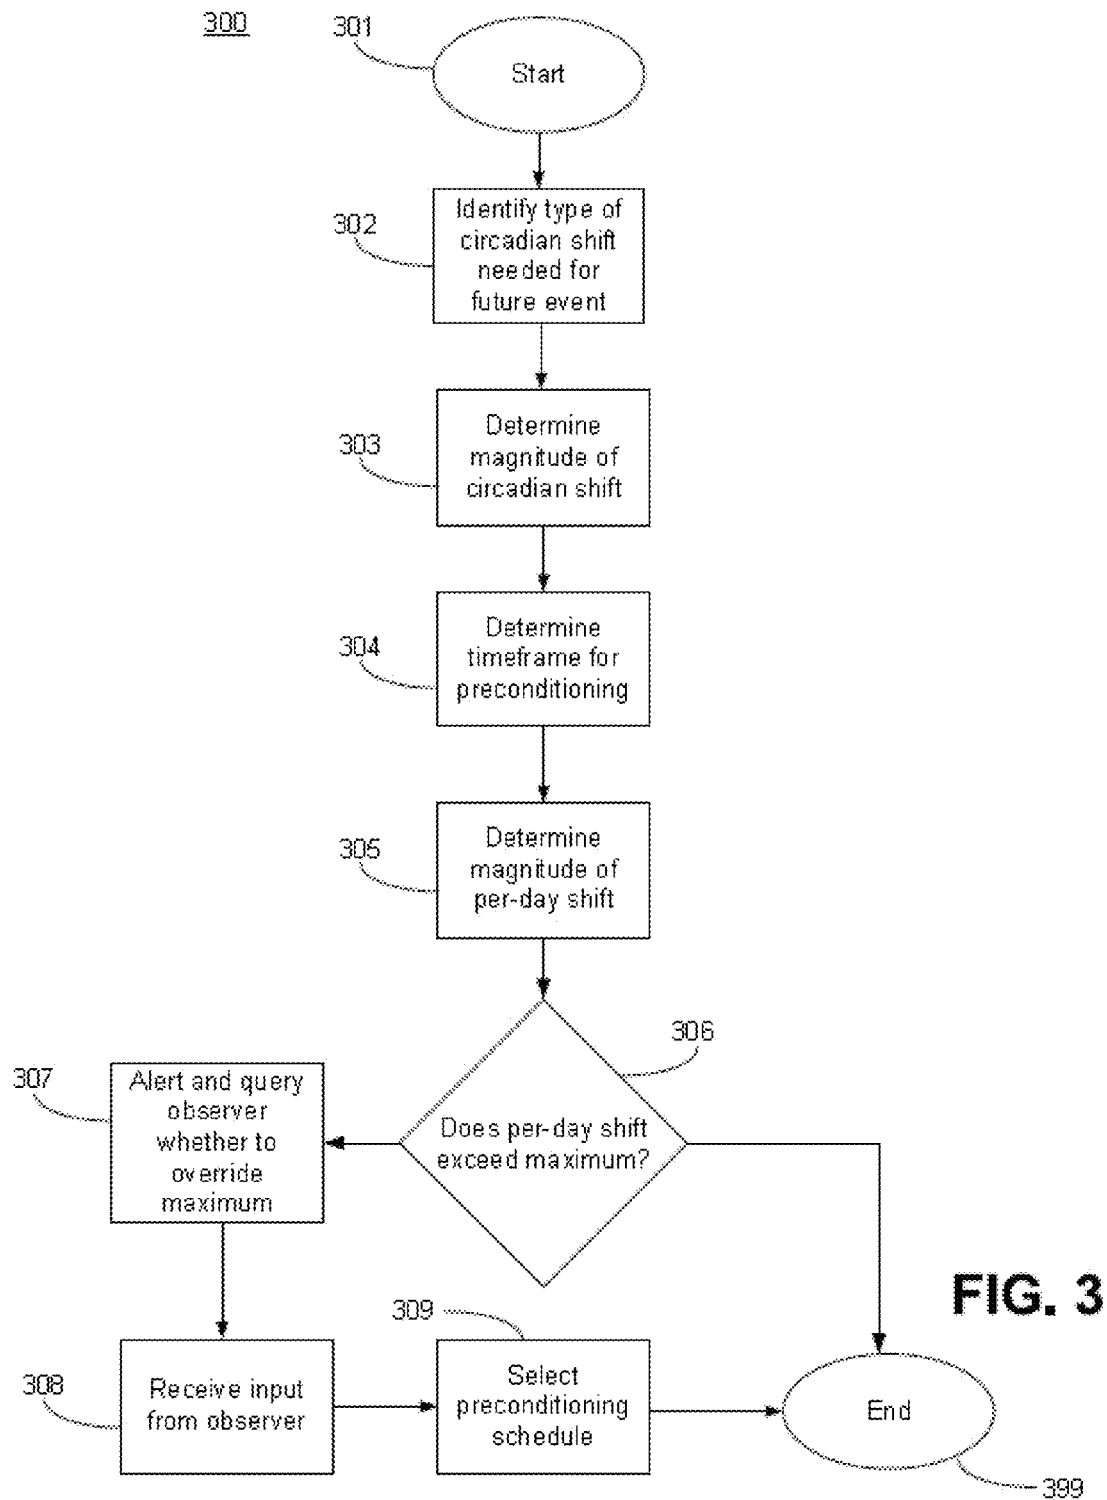 300
301
Start
302
Identify type of
circadian shift
needed for
future event
303
Determine
magnitude of
circadian shift
304
Determine
timeframe for
preconditioning
305
Determine
magnitude of
per-day shift
306
307
Alert and query
observer
whether to
override
maximum
Does per-day shift
exceed maximum?
FIG. 3
309
308
Receive input
from observer
Select
preconditioning
schedule
End
399